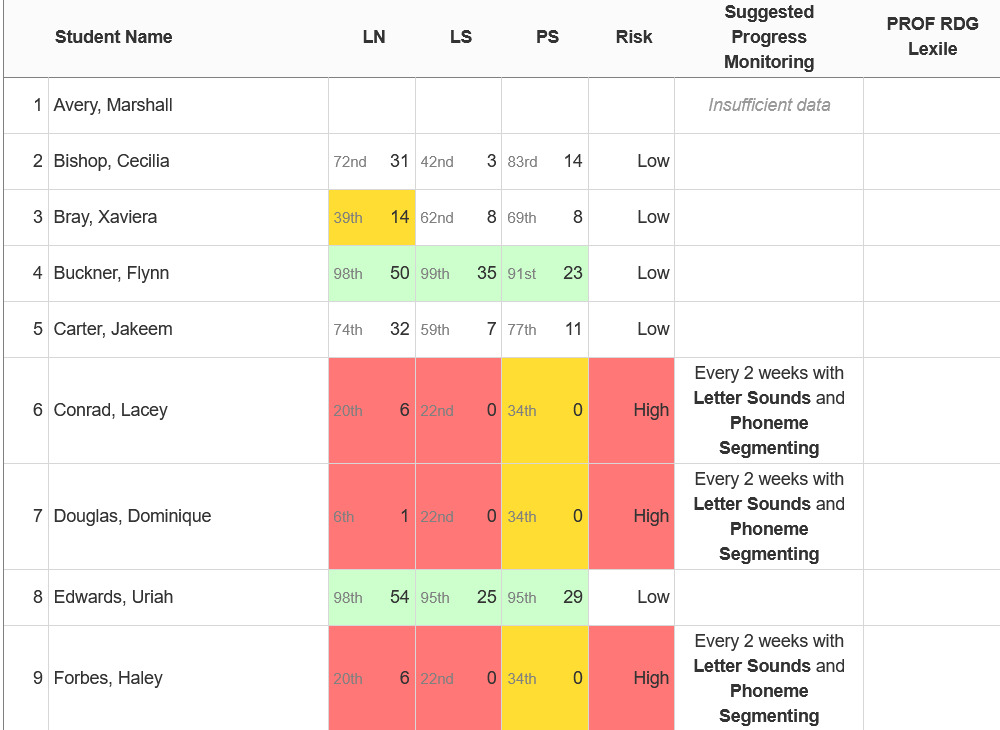 Student Name LN LS PS Risk Suggested Progress Monitoring PROF RDG Lexile
1 Avery, Marshall Insufficient data
2 Bishop, Cecilia 72nd 31 42nd 3 83rd 14 Low
3 Bray, Xaviera 39th 14 62nd 8 69th 8 Low
4 Buckner, Flynn 98th 50 99th 35 91st 23 Low
5 Carter, Jakeem 74th 32 59th 7 77th 11 Low
6 Conrad, Lacey 20th 6 22nd 0 34th 0 High Every 2 weeks with Letter Sounds and Phoneme Segmenting
7 Douglas, Dominique 6th 1 22nd 0 34th 0 High Every 2 weeks with Letter Sounds and Phoneme Segmenting
8 Edwards, Uriah 98th 54 95th 25 95th 29 Low
9 Forbes, Haley 20th 6 22nd 0 34th 0 High Every 2 weeks with Letter Sounds and Phoneme Segmenting